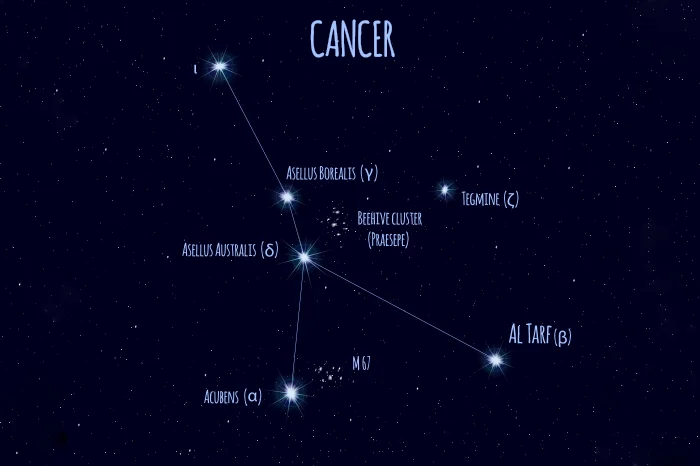 CANCER
ι
ASELLUS BOREALIS (γ)
TEGMINE (ζ)
BEEHIVE CLUSTER
(PRAESEPE)
ASELLUS AUSTRALIS (δ)
AL TARF (β)
M 67
ACUBENS (α)